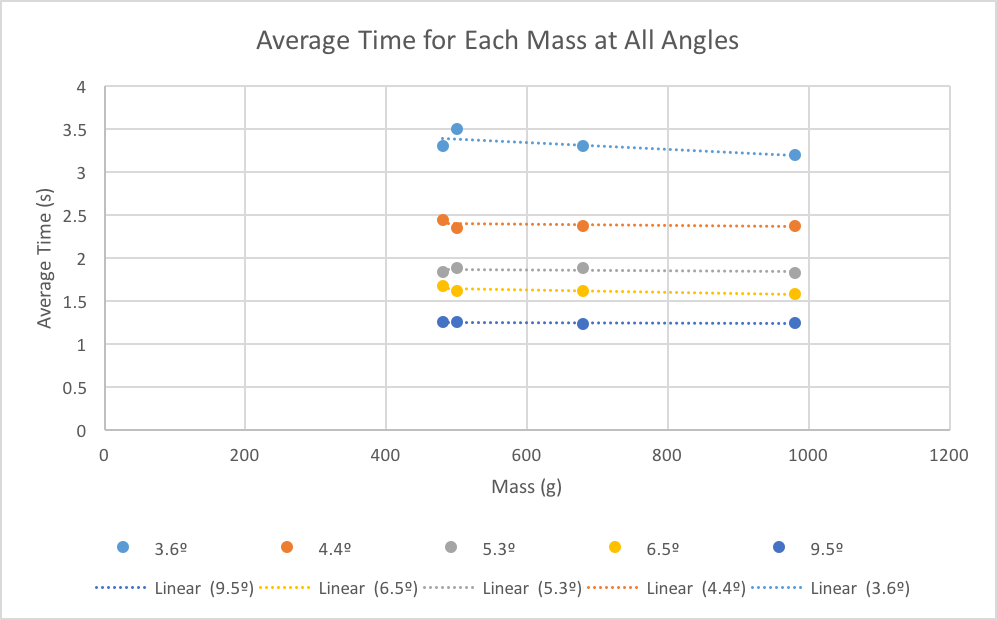 Average Time for Each Mass at All Angles
4
3.5
3
2.5
2
1.5
1
0.5
0
Average Time (s)
0 200 400 600 800 1000 1200
Mass (g)
3.6º 4.4º 5.3º 6.5º 9.5º
Linear (9.5º) Linear (6.5º) Linear (5.3º) Linear (4.4º) Linear (3.6º)